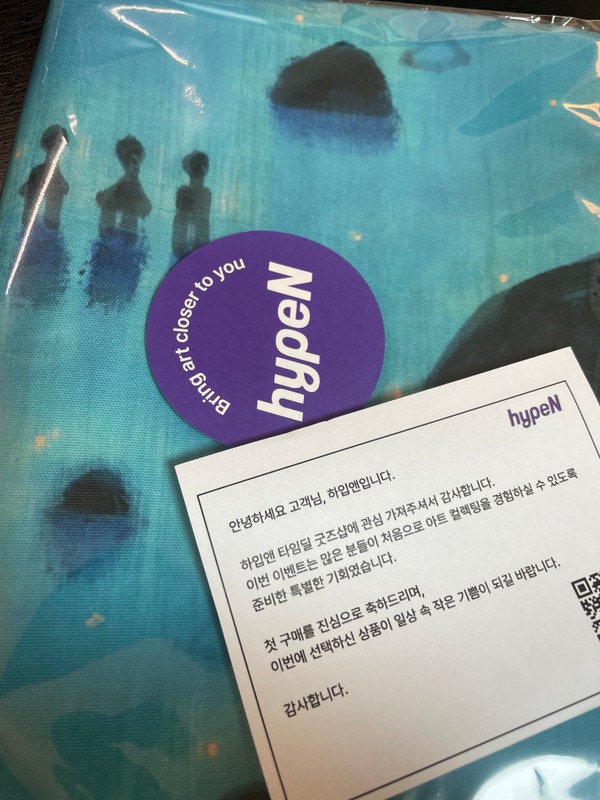 Bring art closer to you
hypeN
hypeN
안녕하세요 고객님, 하입앤입니다.
하입앤 타임딜 굿즈샵에 관심 가져주셔서 감사합니다.
이번 이벤트는 많은 분들이 처음으로 아트 컬렉팅을 경험하실 수 있도록
준비한 특별한 기회였습니다.
첫 구매를 진심으로 축하드리며,
이번에 선택하신 상품이 일상 속 작은 기쁨이 되길 바랍니다.
감사합니다.